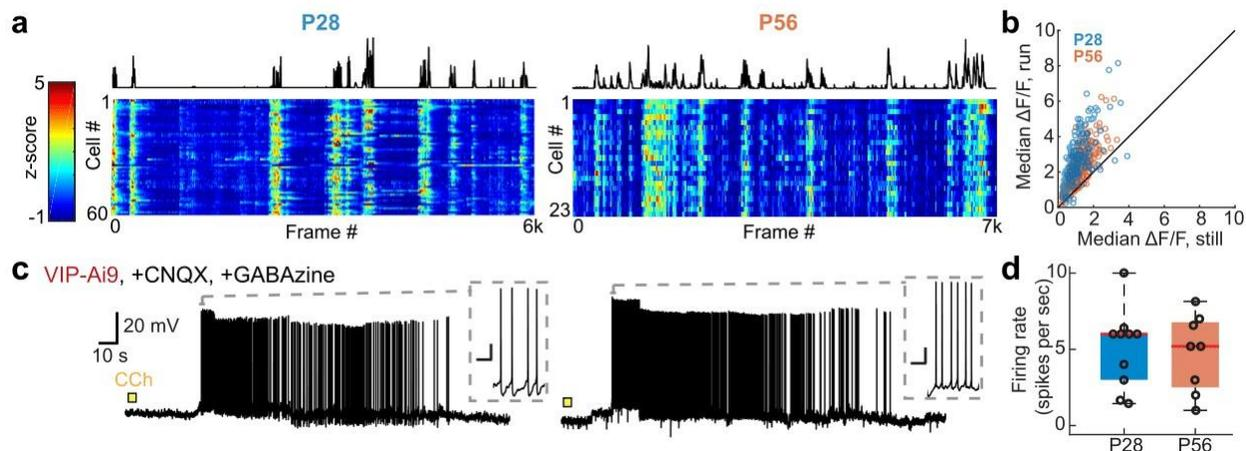 a
P28
P56
b
5
z-score
-1
1
Cell #
60
0
Frame #
6k
1
Cell #
23
0
Frame #
7k
10
8
6
4
2
0
Median ΔF/F, run
P28
P56
0
2
4
6
8
10
Median ΔF/F, still
c
VIP-Ai9, +CNQX, +GABAzine
20 mV
10 s
CCh
d
10
5
0
Firing rate
(spikes per sec)
P28
P56